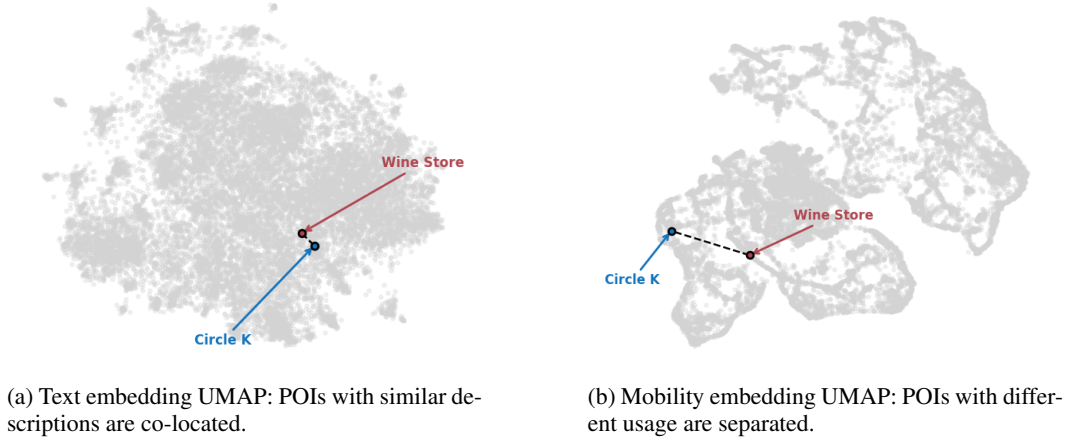 Wine Store
Circle K
Wine Store
Circle K
(a) Text embedding UMAP: POIs with similar de-
scriptions are co-located.
(b) Mobility embedding UMAP: POIs with differ-
ent usage are separated.